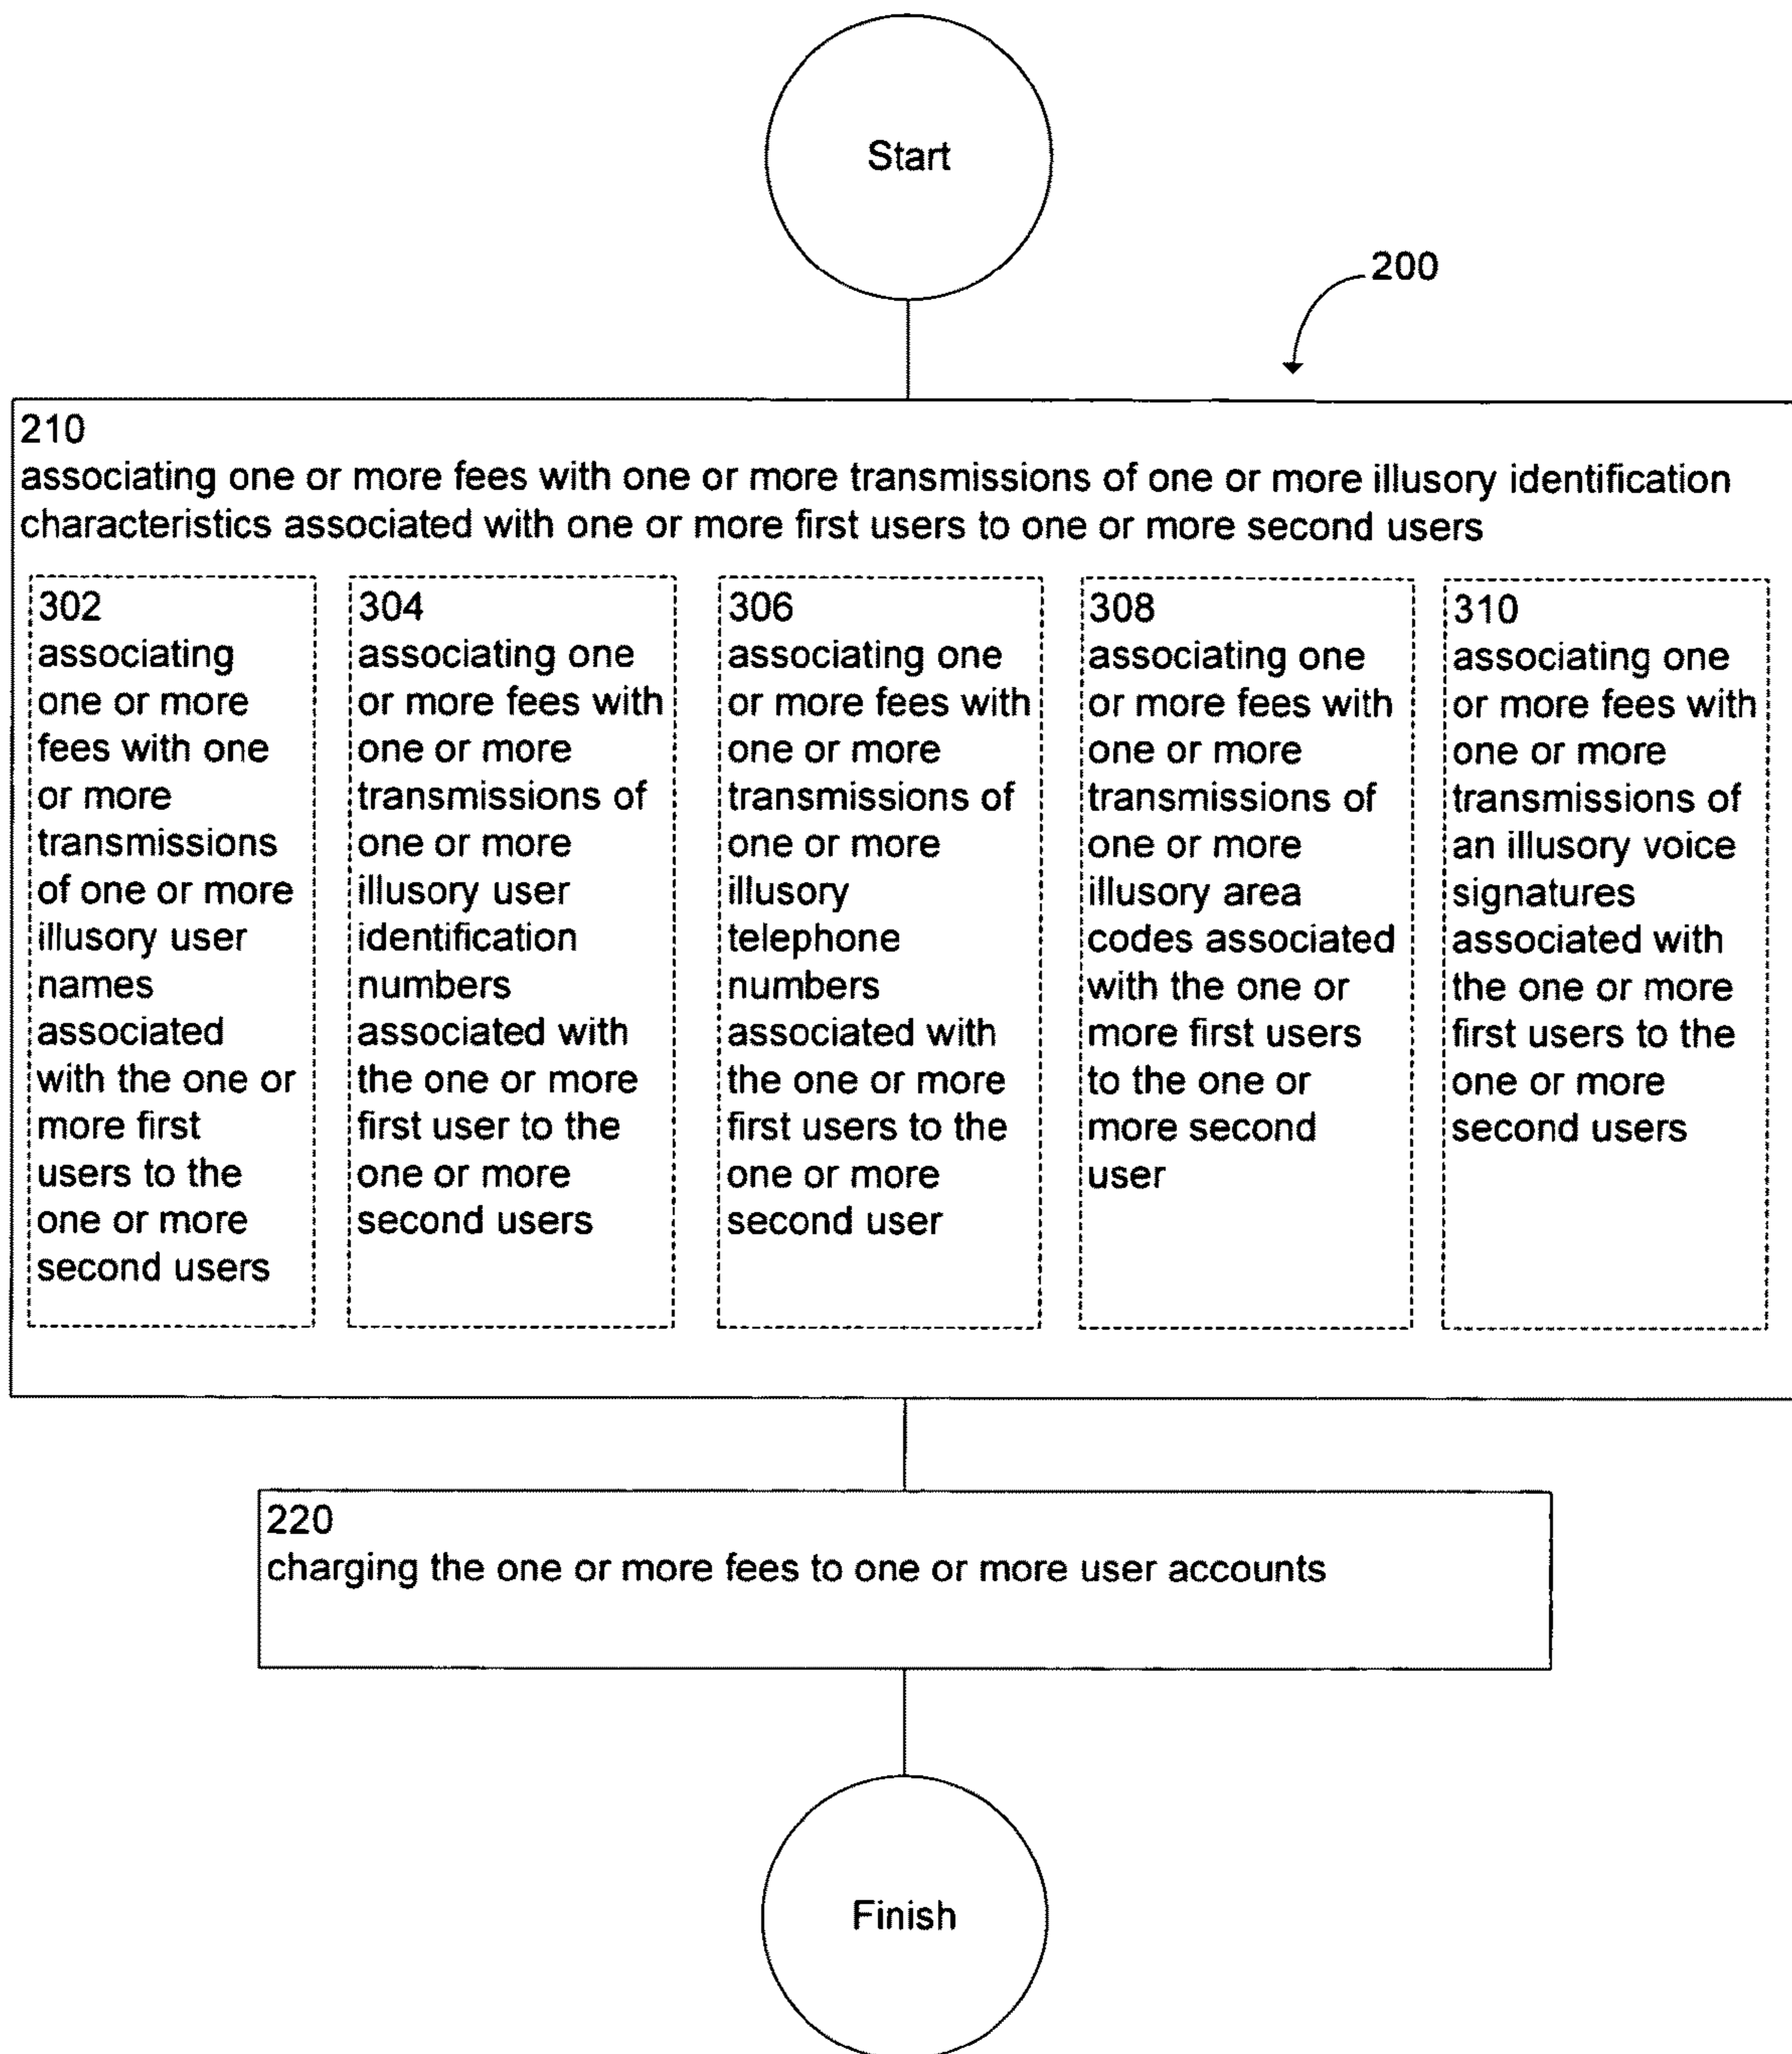 Start
200
210
associating one or more fees with one or more transmissions of one or more illusory identification
characteristics associated with one or more first users to one or more second users
302
associating
one or more
fees with one
or more
transmissions
of one or more
illusory user
names
associated
with the one or
more first
users to the
one or more
second users
304
associating one
or more fees with
one or more
transmissions of
one or more
illusory user
identification
numbers
associated with
the one or more
first user to the
one or more
second users
306
associating one
or more fees with
one or more
transmissions of
one or more
illusory
telephone
numbers
associated with
the one or more
first users to the
one or more
second user
308
associating one
or more fees with
one or more
transmissions of
one or more
illusory area
codes associated
with the one or
more first users
to the one or
more second
user
310
associating one
or more fees with
one or more
transmissions of
an illusory voice
signatures
associated with
the one or more
first users to the
one or more
second users
220
charging the one or more fees to one or more user accounts
Finish